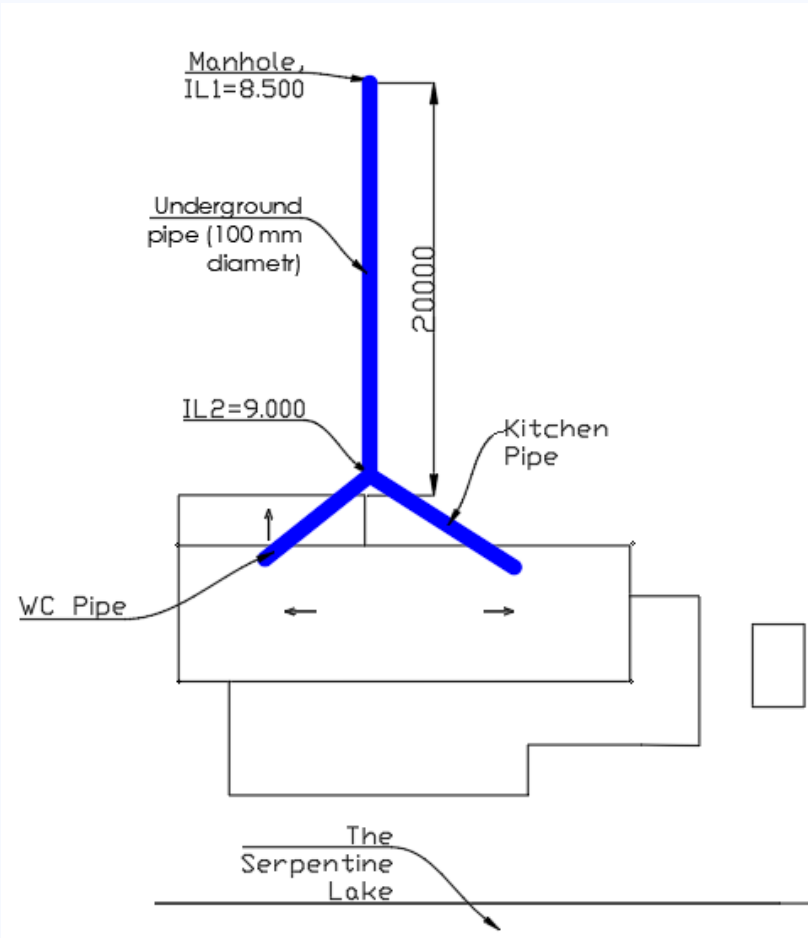 Manhole,
IL1=8.500
Underground
pipe (100 mm
diametr)
20000
IL2=9.000
Kitchen
Pipe
WC Pipe
The
Serpentine
Lake